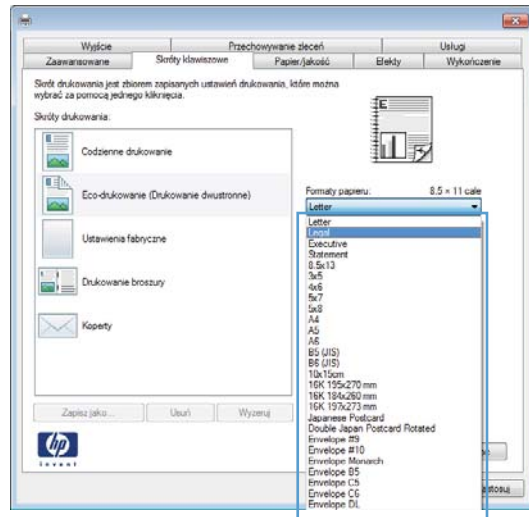 Wyjście Przechowywanie zleceń Usługi
Zaawansowane Skróty klawiszowe Papier/jakość Efekty Wykończenie
Skrót drukowania jest zbiorem zapisanych ustawień drukowania, które można
wybrać za pomocą jednego kliknięcia.
Skróty drukowania:
Codzienne drukowanie
Eco-drukowanie (Drukowanie dwustronne)
Ustawienia fabryczne
Drukowanie broszury
Koperty
Zapisz jako... Usuń Wyzeruj
E
Formaty papieru: 8.5 × 11 cale
Letter
Letter
Legal
Executive
Statement
8.5x13
3x5
4x6
5x7
5x8
A4
A5
A6
B5 (JIS)
B6 (JIS)
10x15cm
16K 195x270 mm
16K 184x260 mm
16K 197x273 mm
Japanese Postcard
Double Japan Postcard Rotated
Envelope #9
Envelope #10
Envelope Monarch
Envelope B5
Envelope C5
Envelope C6
Envelope DL
hp
invent